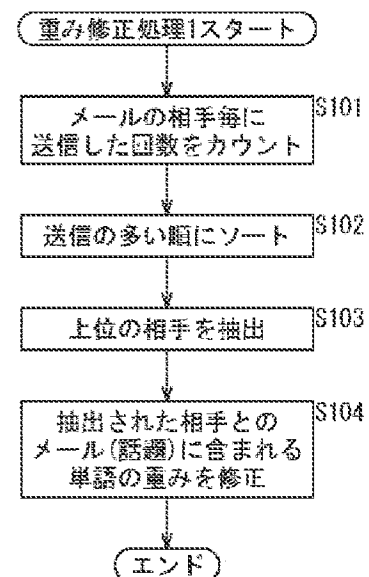 重み修正処理1スタート
S101
メールの相手毎に
送信した回数をカウント
S102
送信の多い順にソート
S103
上位の相手を抽出
S104
抽出された相手との
メール(話題)に含まれる
単語の重みを修正
エンド